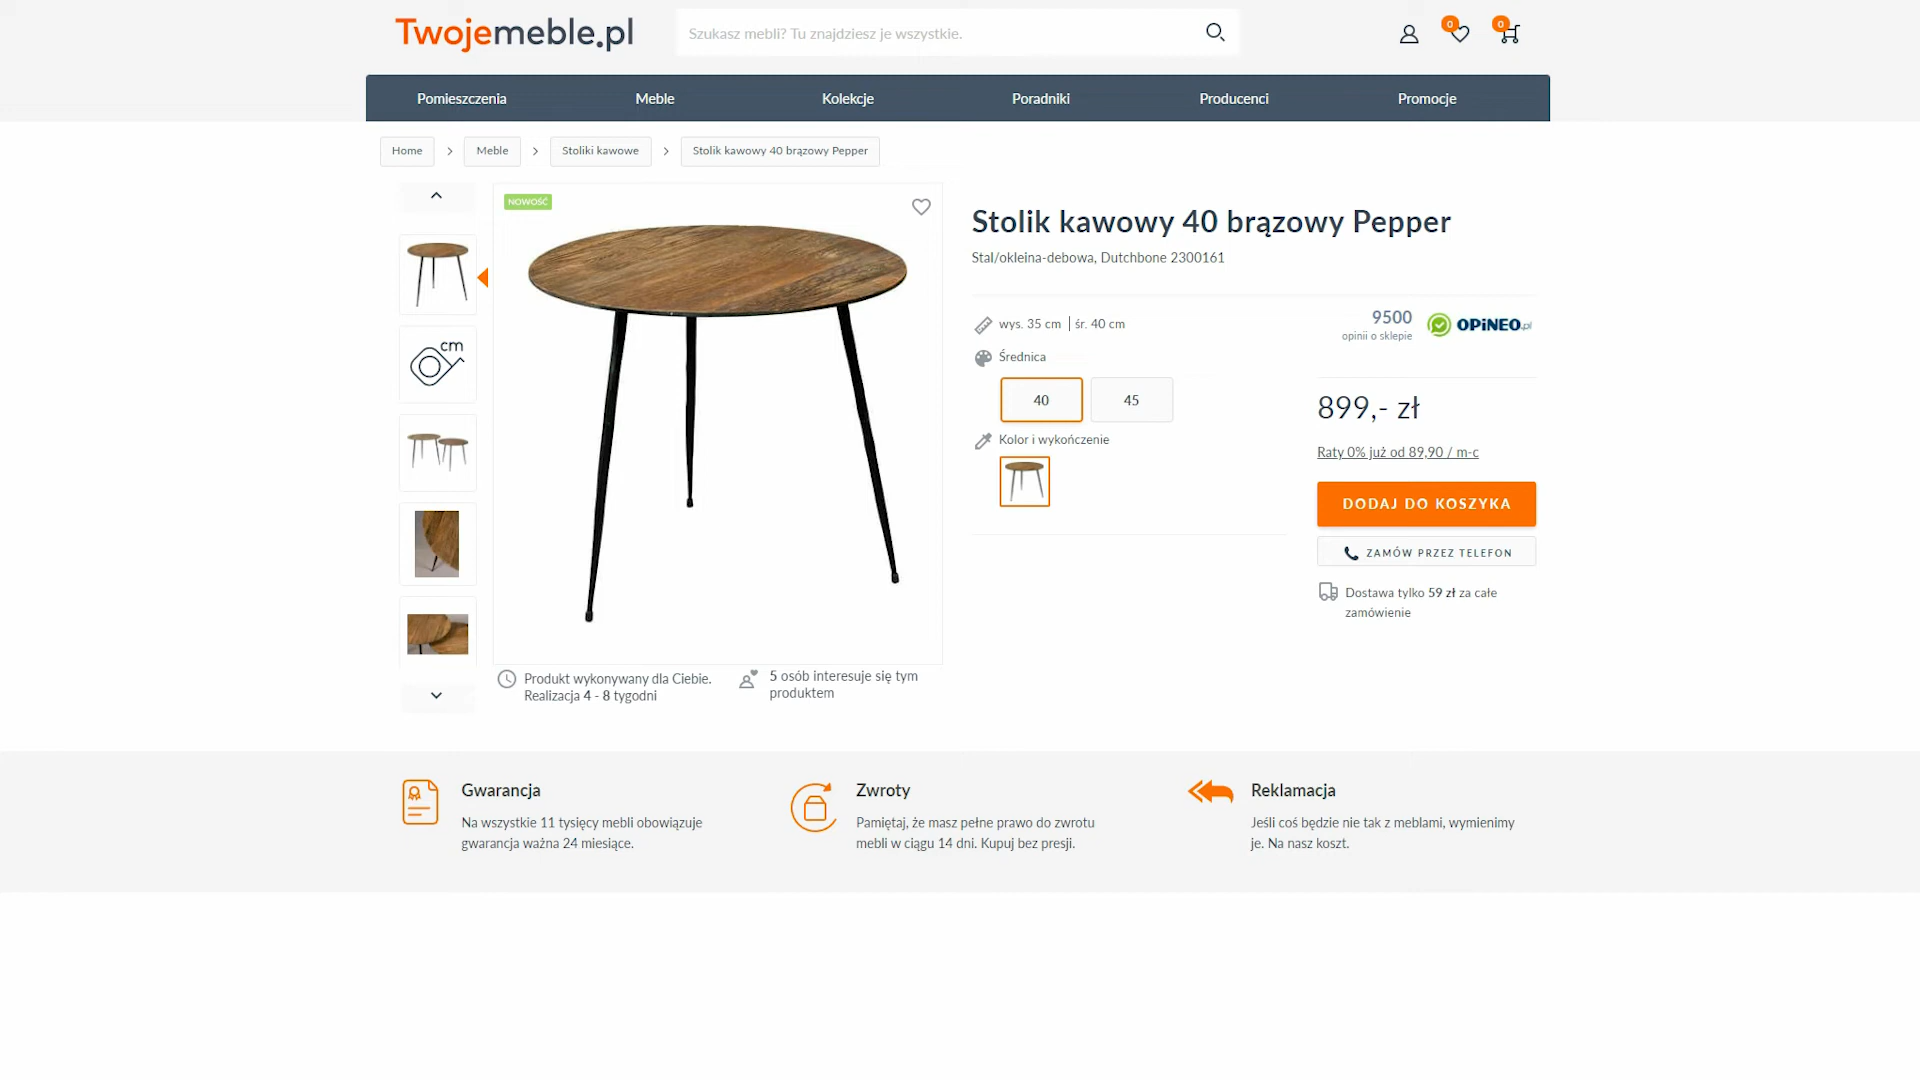 Twojemeble.pl
Szukasz mebli? Tu znajdziesz je wszystkie.
0
0
Pomieszczenia
Meble
Kolekcje
Poradniki
Producenci
Promocje
Home
Meble
Stoliki kawowe
Stolik kawowy 40 brązowy Pepper
NOWOŚĆ
cm
Stolik kawowy 40 brązowy Pepper
Stal/okleina-debowa, Dutchbone 2300161
wys. 35 cm | śr. 40 cm
Średnica
40
45
Kolor i wykończenie
9500
opinii o sklepie
OPiNEO.pl
899,- zł
Raty 0% już od 89,90 / m-c
DODAJ DO KOSZYKA
ZAMÓW PRZEZ TELEFON
Dostawa tylko 59 zł za całe
zamówienie
Produkt wykonywany dla Ciebie.
Realizacja 4 - 8 tygodni
5 osób interesuje się tym
produktem
Gwarancja
Na wszystkie 11 tysięcy mebli obowiązuje
gwarancja ważna 24 miesiące.
Zwroty
Pamiętaj, że masz pełne prawo do zwrotu
mebli w ciągu 14 dni. Kupuj bez presji.
Reklamacja
Jeśli coś będzie nie tak z meblami, wymienimy
je. Na nasz koszt.